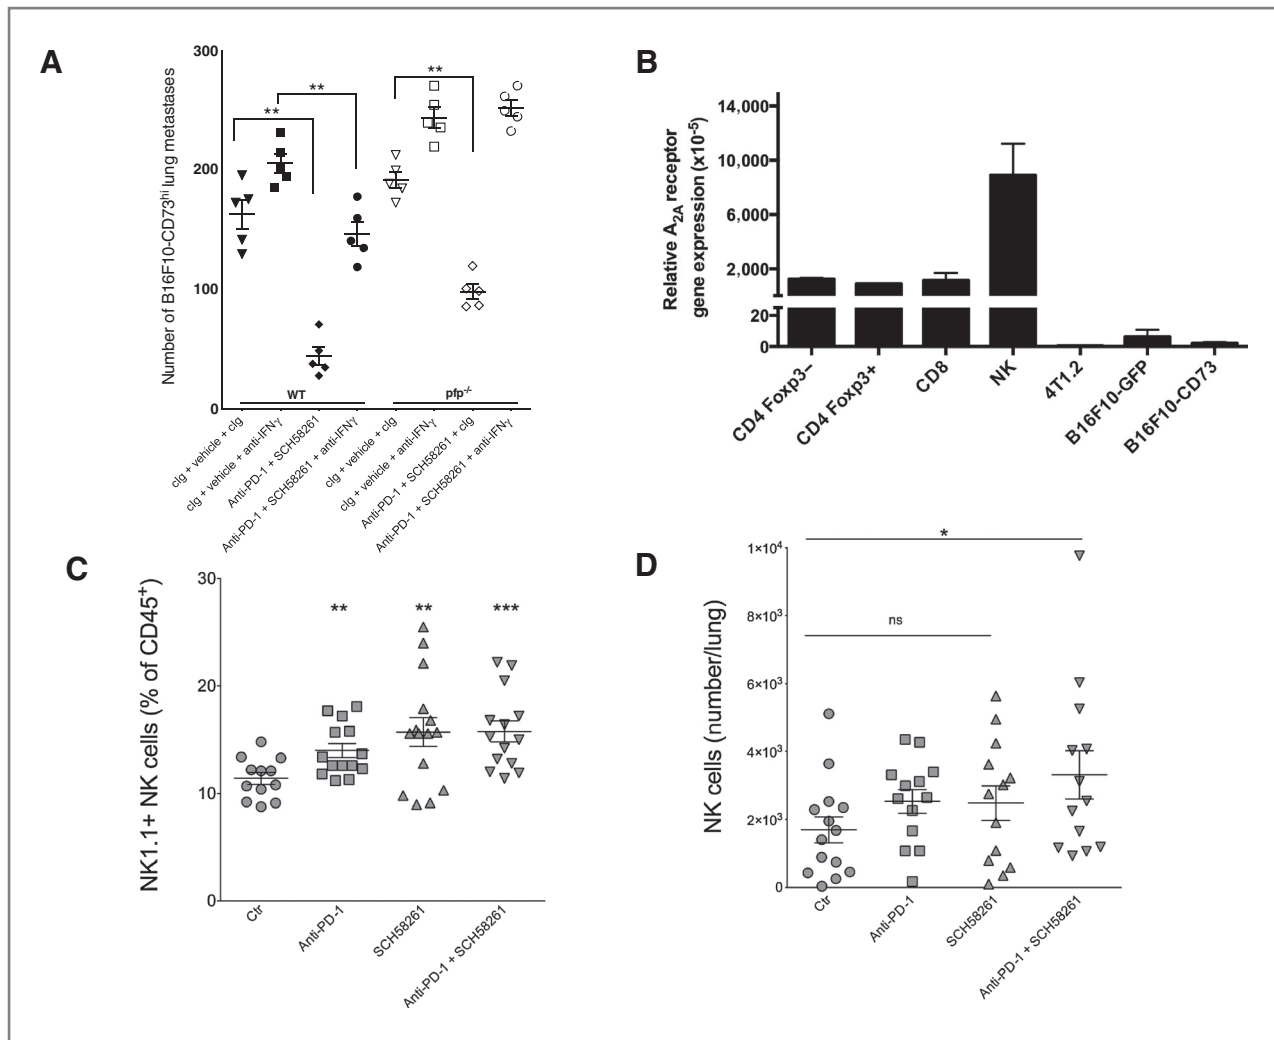 A
Number of B16F10-CD73hi lung metastases
300
200
100
0
**
**
**
WT
pfp-/-
cIg + vehicle + cIg
cIg + vehicle + anti-IFNγ
Anti-PD-1 + SCH58261
Anti-PD-1 + SCH58261 + anti-IFNγ
cIg + vehicle + cIg
cIg + vehicle + anti-IFNγ
Anti-PD-1 + SCH58261 + cIg
Anti-PD-1 + SCH58261 + anti-IFNγ
B
Relative A2A receptor
gene expression (x10-5)
14,000
10,000
6,000
2,000
20
0
CD4 Foxp3–
CD4 Foxp3+
CD8
NK
4T1.2
B16F10-GFP
B16F10-CD73
C
NK1.1+ NK cells (% of CD45+)
30
20
10
0
**
**
***
Ctr
Anti-PD-1
SCH58261
Anti-PD-1 + SCH58261
D
NK cells (number/lung)
1×10⁴
8×10³
6×10³
4×10³
2×10³
0
*
ns
Ctr
Anti-PD-1
SCH58261
Anti-PD-1 + SCH58261